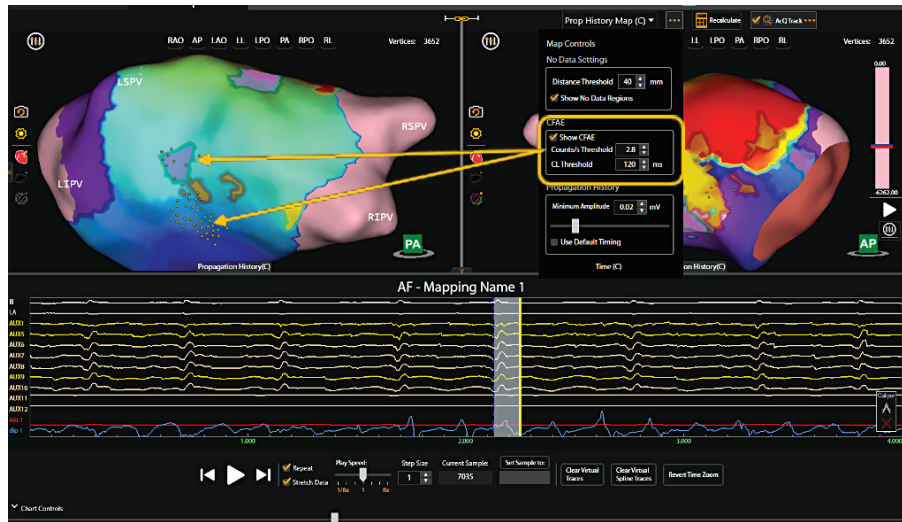 Prop History Map (C)
Recalculate
AcQTrack
RAO AP LAO LL LPO PA RPO RL
Vertices: 3652
Map Controls
No Data Settings
Distance Threshold 40 mm
Show No Data Regions
CFAE
Show CFAE
Counts/s Threshold 2.8
CL Threshold 120 ms
Propagation History
Minimum Amplitude 0.02 mV
Use Default Timing
Time (C)
LL LPO PA RPO RL
Vertices: 3652
0.00
-6262.00
LSPV
RSPV
LIPV
RIPV
PA
AP
Propagation History(C)
on History(C)
AF - Mapping Name 1
II
LA
AUX1
AUX5
AUX6
AUX7
AUX8
AUX9
AUX10
AUX11
AUX12
ABL 1
dip 1
1,000
2,000
3,000
4,000
Repeat
Stretch Data
Play Speed:
1/8x 1 8x
Step Size
1
Current Sample:
7035
Set Sample to:
Clear Virtual
Traces
Clear Virtual
Spline Traces
Revert Time Zoom
Chart Controls